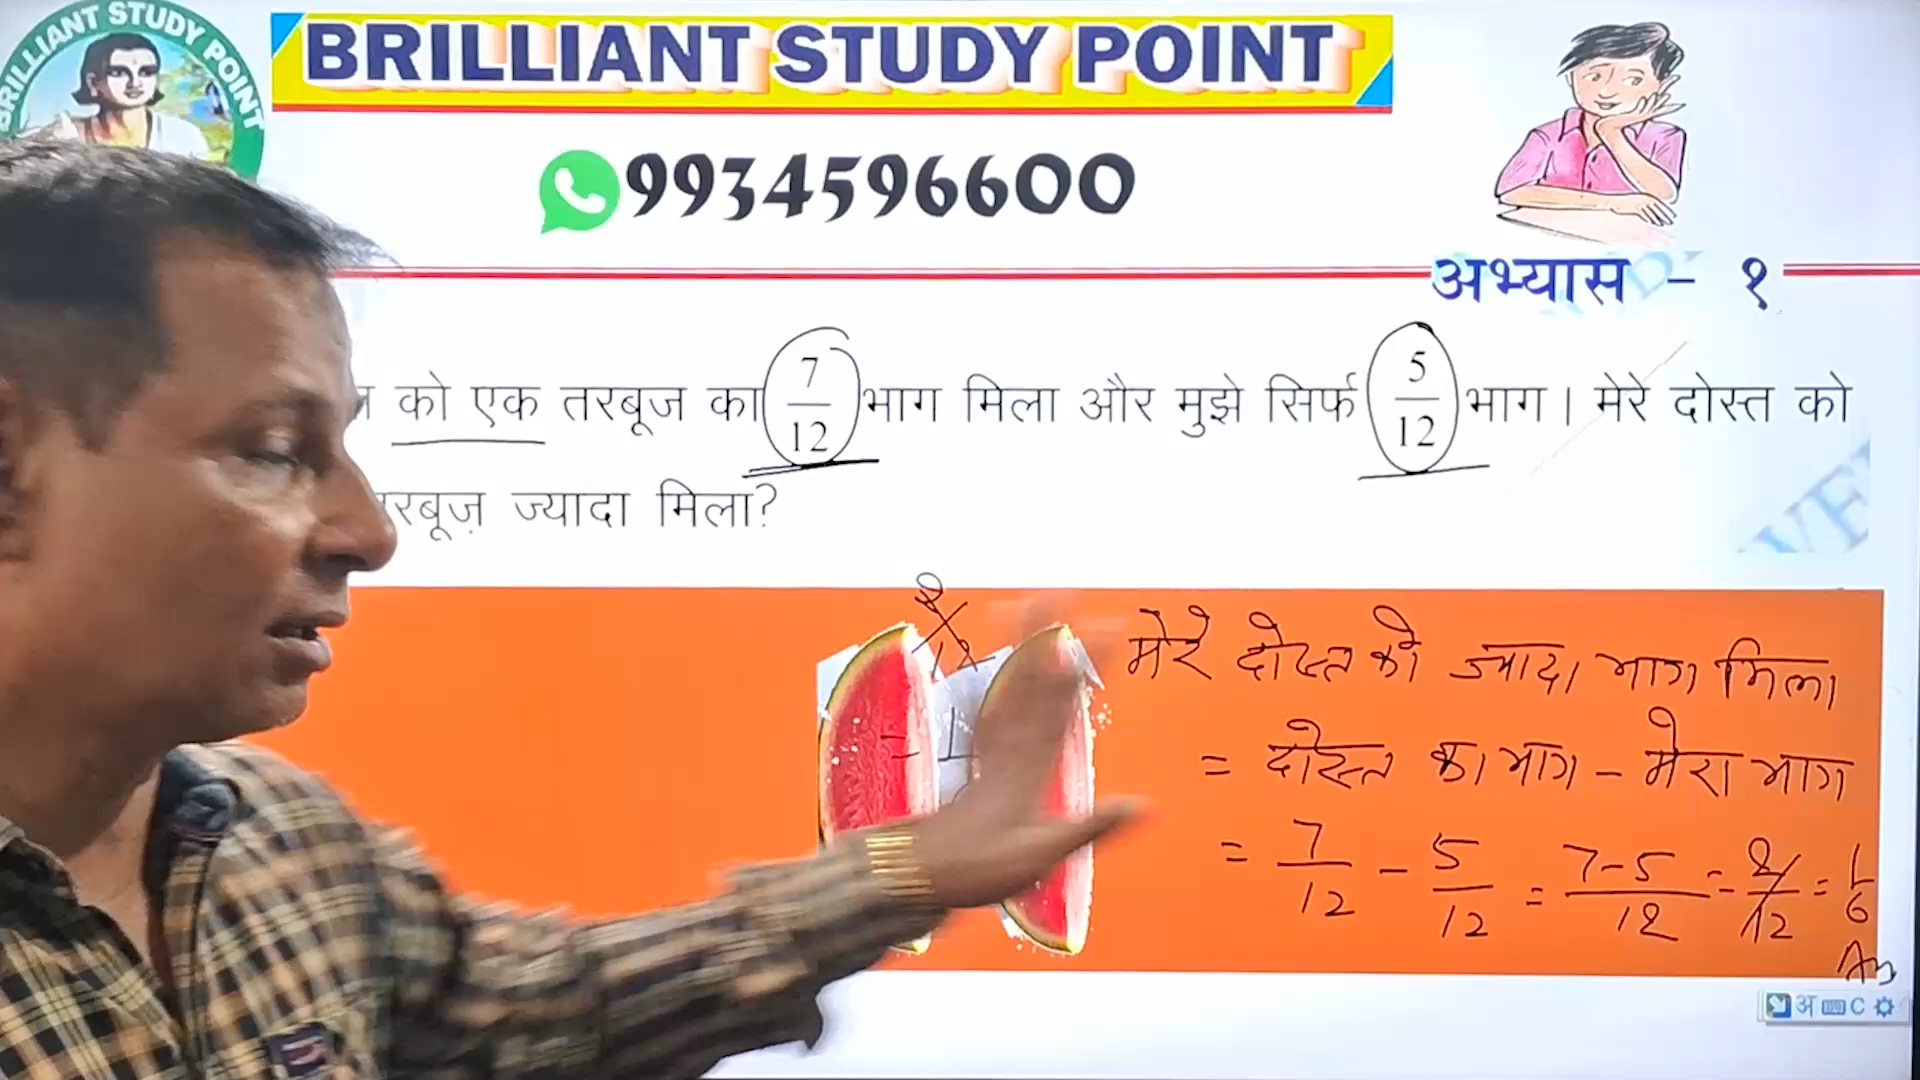 BRILLIANT STUDY POINT
BRILLIANT STUDY POINT
9934596600
अभ्यास - १
को एक तरबूज का 7/12 भाग मिला और मुझे सिर्फ 5/12 भाग। मेरे दोस्त को
तरबूज़ ज्यादा मिला?
मेरे दोस्त को ज्यादा भाग मिला
= दोस्त का भाग - मेरा भाग
= 7/12 - 5/12 = 7-5/12 = 2/12 = 1/6
Ans
अ C